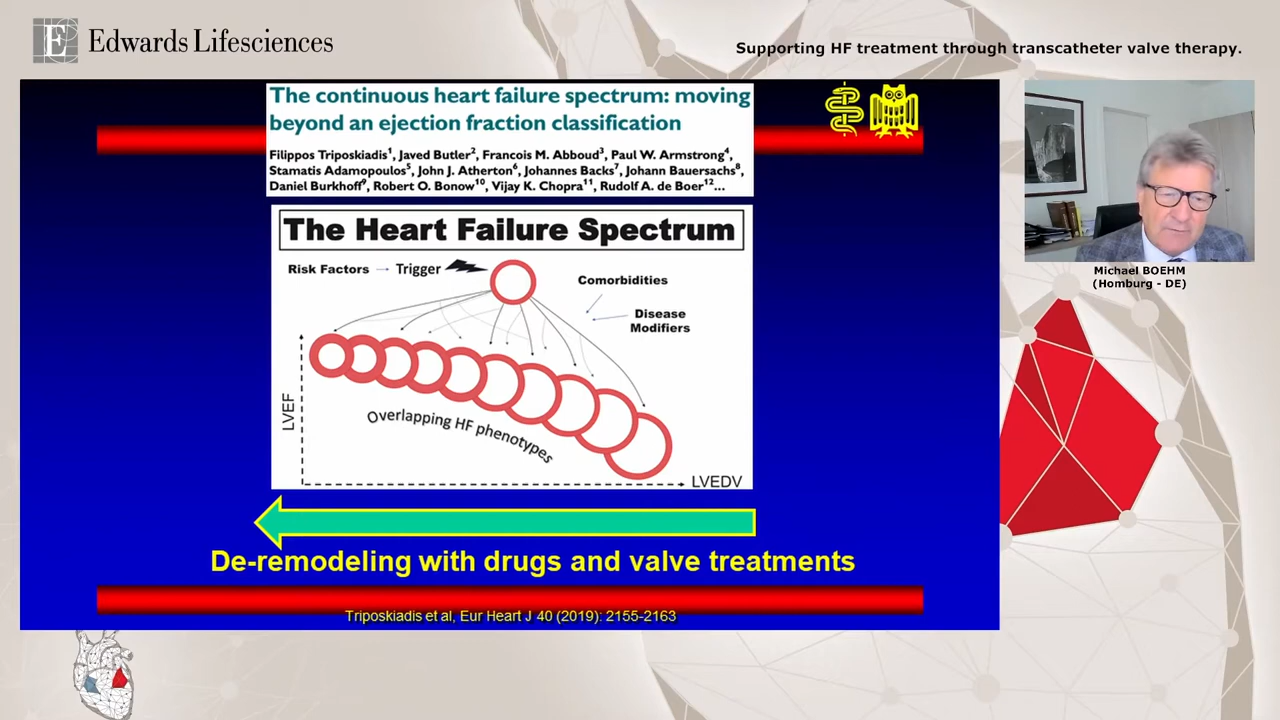 E Edwards Lifesciences
Supporting HF treatment through transcatheter valve therapy.
The continuous heart failure spectrum: moving
beyond an ejection fraction classification
Filippos Triposkiadis1, Javed Butler2, Francois M. Abboud3, Paul W. Armstrong4,
Stamatis Adamopoulos5, John J. Atherton6, Johannes Backs7, Johann Bauersachs8,
Daniel Burkhoff9, Robert O. Bonow10, Vijay K. Chopra11, Rudolf A. de Boer12...
The Heart Failure Spectrum
Risk Factors → Trigger
Comorbidities
Disease
Modifiers
LVEF
Overlapping HF phenotypes
LVEDV
De-remodeling with drugs and valve treatments
Triposkiadis et al, Eur Heart J 40 (2019): 2155-2163
Michael BOEHM
(Homburg - DE)